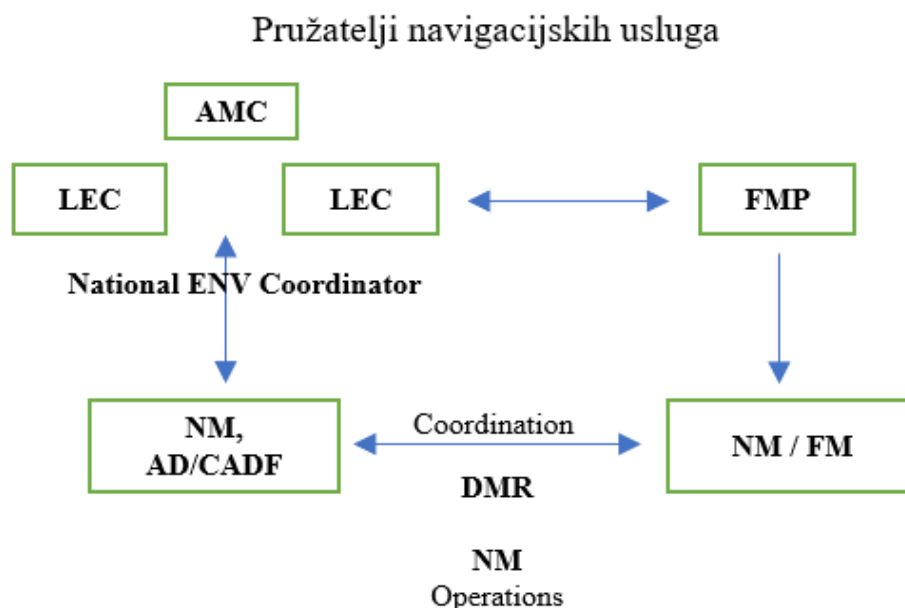 Pružatelji navigacijskih usluga
AMC
LEC
LEC
FMP
National ENV Coordinator
NM,
AD/CADF
Coordination
NM / FM
DMR
NM
Operations